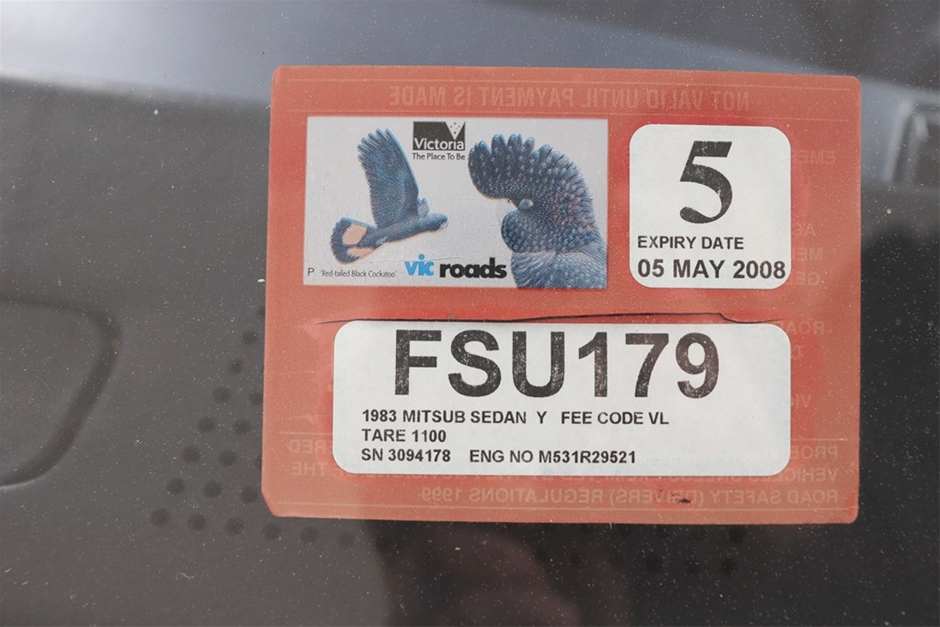 NOT VALID UNTIL PAYMENT IS MADE
Victoria
The Place To Be
P 'Red-tailed Black Cockatoo'
vic roads
5
EXPIRY DATE
05 MAY 2008
FSU179
1983 MITSUB SEDAN Y FEE CODE VL
TARE 1100
SN 3094178 ENG NO M531R29521
ROAD SAFETY (DRIVERS) REGULATIONS 1999